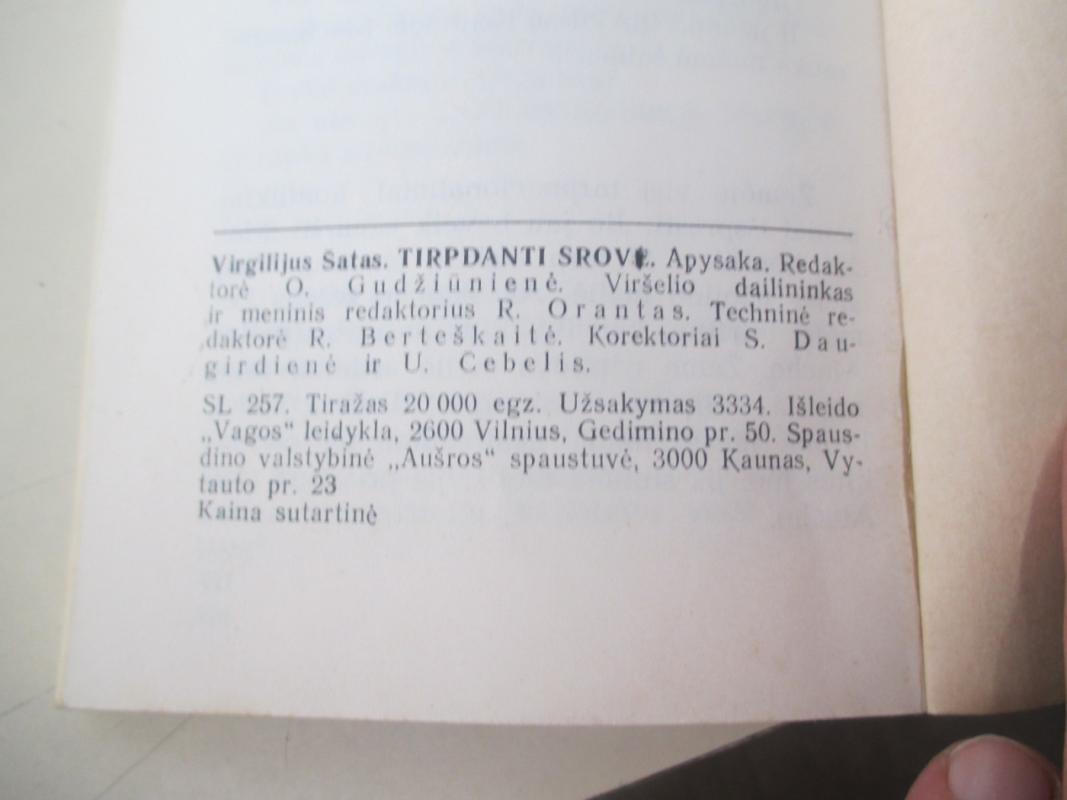 Virgilijus Šatas. TIRPDANTI SROVĖ. Apysaka. Redak-
torė O. Gudžiūnienė. Viršelio dailininkas
ir meninis redaktorius R. Orantas. Techninė re-
daktorė R. Berteškaitė. Korektoriai S. Dau-
girdienė ir U. Cebelis.
SL 257. Tiražas 20 000 egz. Užsakymas 3334. Išleido
„Vagos“ leidykla, 2600 Vilnius, Gedimino pr. 50. Spaus-
dino valstybinė „Aušros“ spaustuvė, 3000 Kaunas, Vy-
tauto pr. 23
Kaina sutartinė